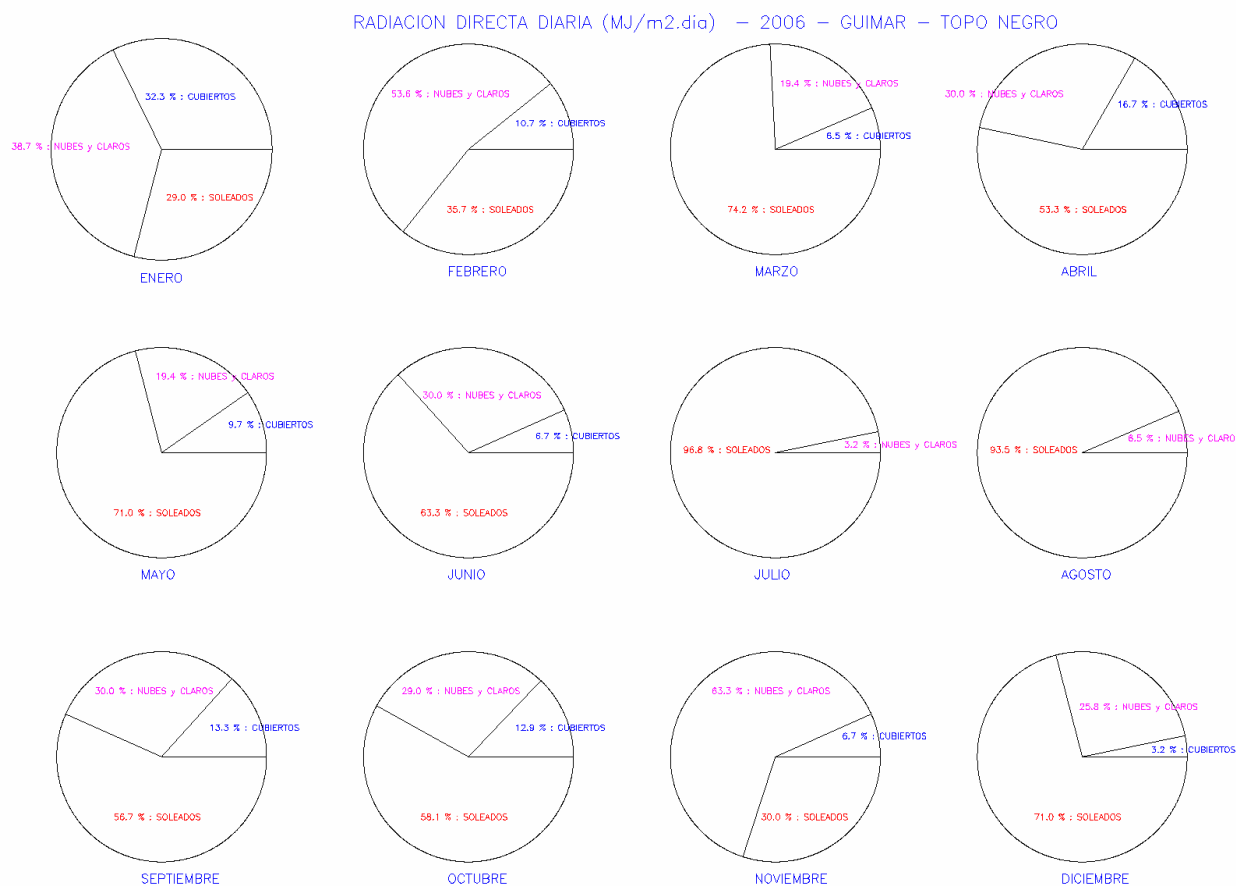 RADIACION DIRECTA DIARIA (MJ/m2.dia) - 2006 - GUIMAR - TOPO NEGRO
32.3 % : CUBIERTOS
38.7 % : NUBES y CLAROS
29.0 % : SOLEADOS
ENERO
53.6 % : NUBES y CLAROS
10.7 % : CUBIERTOS
35.7 % : SOLEADOS
FEBRERO
19.4 % : NUBES y CLAROS
6.5 % : CUBIERTOS
74.2 % : SOLEADOS
MARZO
30.0 % : NUBES y CLAROS
16.7 % : CUBIERTOS
53.3 % : SOLEADOS
ABRIL
19.4 % : NUBES y CLAROS
9.7 % : CUBIERTOS
71.0 % : SOLEADOS
MAYO
30.0 % : NUBES y CLAROS
6.7 % : CUBIERTOS
63.3 % : SOLEADOS
JUNIO
96.8 % : SOLEADOS
3.2 % : NUBES y CLAROS
JULIO
6.5 % : NUBES y CLARO
93.5 % : SOLEADOS
AGOSTO
30.0 % : NUBES y CLAROS
13.3 % : CUBIERTOS
56.7 % : SOLEADOS
SEPTIEMBRE
29.0 % : NUBES y CLAROS
12.9 % : CUBIERTOS
58.1 % : SOLEADOS
OCTUBRE
63.3 % : NUBES y CLAROS
6.7 % : CUBIERTOS
30.0 % : SOLEADOS
NOVIEMBRE
25.8 % : NUBES y CLAROS
3.2 % : CUBIERTOS
71.0 % : SOLEADOS
DICIEMBRE